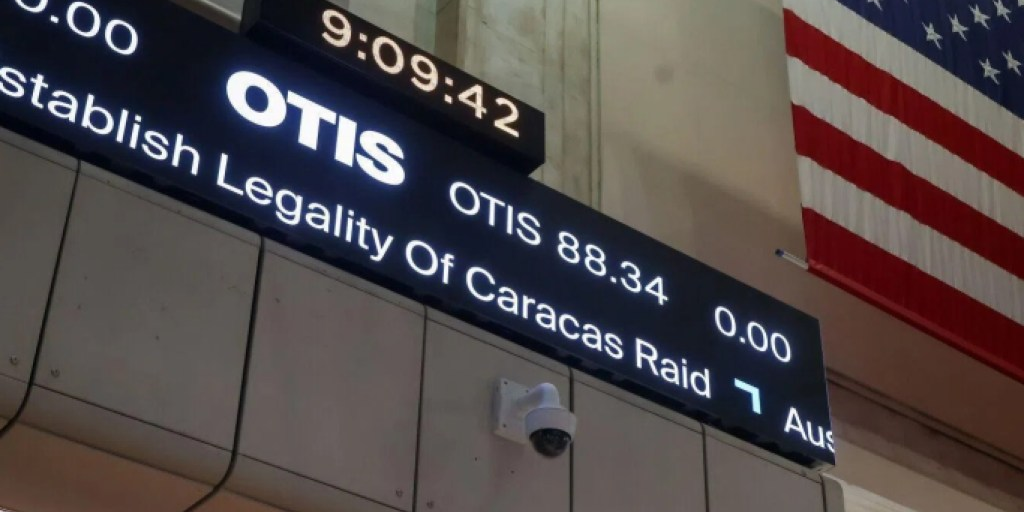 9:09:42
0.00 OTIS OTIS 88.34 0.00
stablish Legality Of Caracas Raid Aus